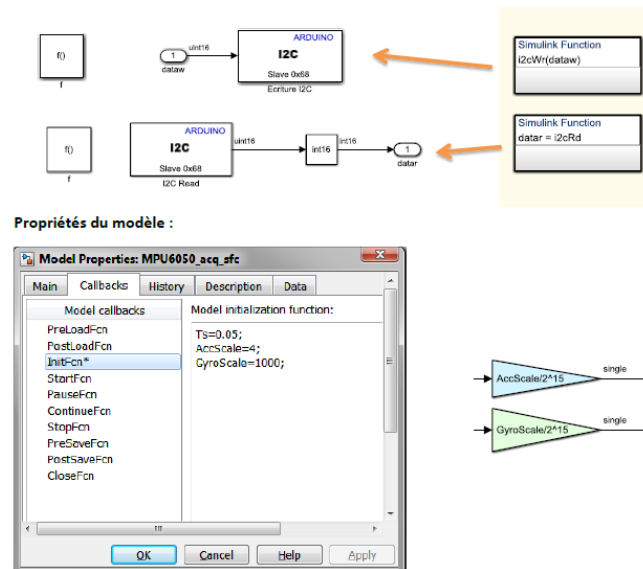 f()
f
1
dataw
uint16
ARDUINO
I2C
Slave 0x68
Ecriture I2C
Simulink Function
i2cWr(dataw)
f()
f
ARDUINO
I2C
Slave 0x68
I2C Read
uint16
int16
int16
1
datar
Simulink Function
datar = i2cRd
Propriétés du modèle :
Model Properties: MPU6050_acq_sfc
Main Callbacks History Description Data
Model callbacks
PreLoadFcn
PostLoadFcn
InitFcn*
StartFcn
PauseFcn
ContinueFcn
StopFcn
PreSaveFcn
PostSaveFcn
CloseFcn
Model initialization function:
Ts=0.05;
AccScale=4;
GyroScale=1000;
OK Cancel Help Apply
AccScale/2^15
single
GyroScale/2^15
single